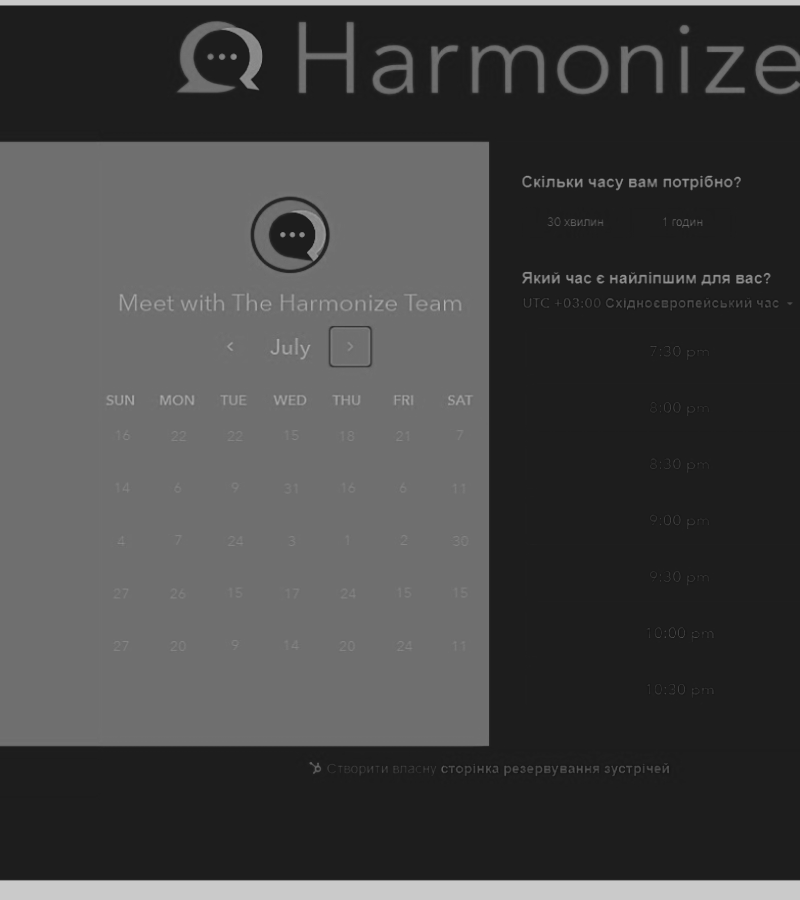 Harmonize
Meet with The Harmonize Team
July
SUN MON TUE WED THU FRI SAT
16 22 22 15 18 21 7
14 6 9 31 16 6 11
4 7 24 3 1 2 30
27 26 15 17 24 15 15
27 20 9 14 20 24 11
Скільки часу вам потрібно?
30 хвилин 1 годин
Який час є найліпшим для вас?
UTC +03:00 Східноєвропейський час
7:30 pm
8:00 pm
8:30 pm
9:00 pm
9:30 pm
10:00 pm
10:30 pm
Створити власну сторінка резервування зустрічей